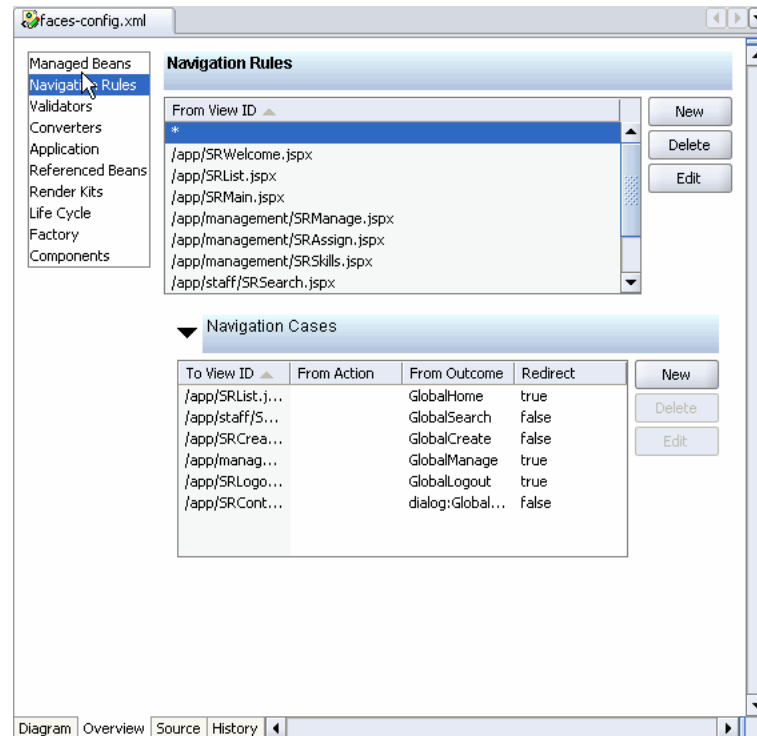 faces-config.xml
Managed Beans
Navigation Rules
Validators
Converters
Application
Referenced Beans
Render Kits
Life Cycle
Factory
Components
Navigation Rules
From View ID
*
/app/SRWelcome.jspx
/app/SRList.jspx
/app/SRMain.jspx
/app/management/SRManage.jspx
/app/management/SRAssign.jspx
/app/management/SRSkills.jspx
/app/staff/SRSearch.jspx
New
Delete
Edit
Navigation Cases
To View ID From Action From Outcome Redirect
/app/SRList.j... GlobalHome true
/app/staff/S... GlobalSearch false
/app/SRCrea... GlobalCreate false
/app/manag... GlobalManage true
/app/SRLogo... GlobalLogout true
/app/SRCont... dialog:Global... false
New
Delete
Edit
Diagram Overview Source History